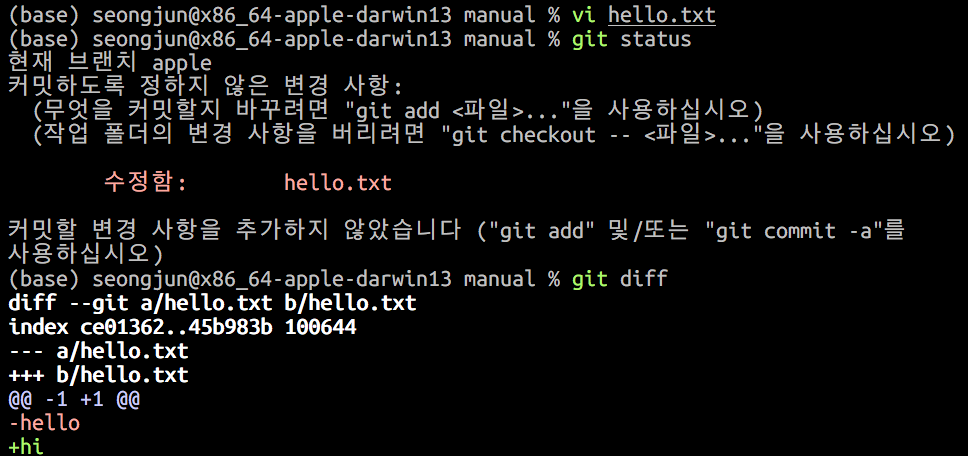 (base) seongjun@x86_64-apple-darwin13 manual % vi hello.txt
(base) seongjun@x86_64-apple-darwin13 manual % git status
현재 브랜치 apple
커밋하도록 정하지 않은 변경 사항:
  (무엇을 커밋할지 바꾸려면 "git add <파일>..."을 사용하십시오)
  (작업 폴더의 변경 사항을 버리려면 "git checkout -- <파일>..."을 사용하십시오)
        수정함:        hello.txt
커밋할 변경 사항을 추가하지 않았습니다 ("git add" 및/또는 "git commit -a"를
사용하십시오)
(base) seongjun@x86_64-apple-darwin13 manual % git diff
diff --git a/hello.txt b/hello.txt
index ce01362..45b983b 100644
--- a/hello.txt
+++ b/hello.txt
@@ -1 +1 @@
-hello
+hi